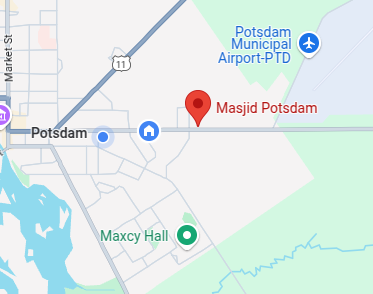 Market St
11
Potsdam
Municipal
Airport-PTD
Masjid Potsdam
Potsdam
Maxcy Hall